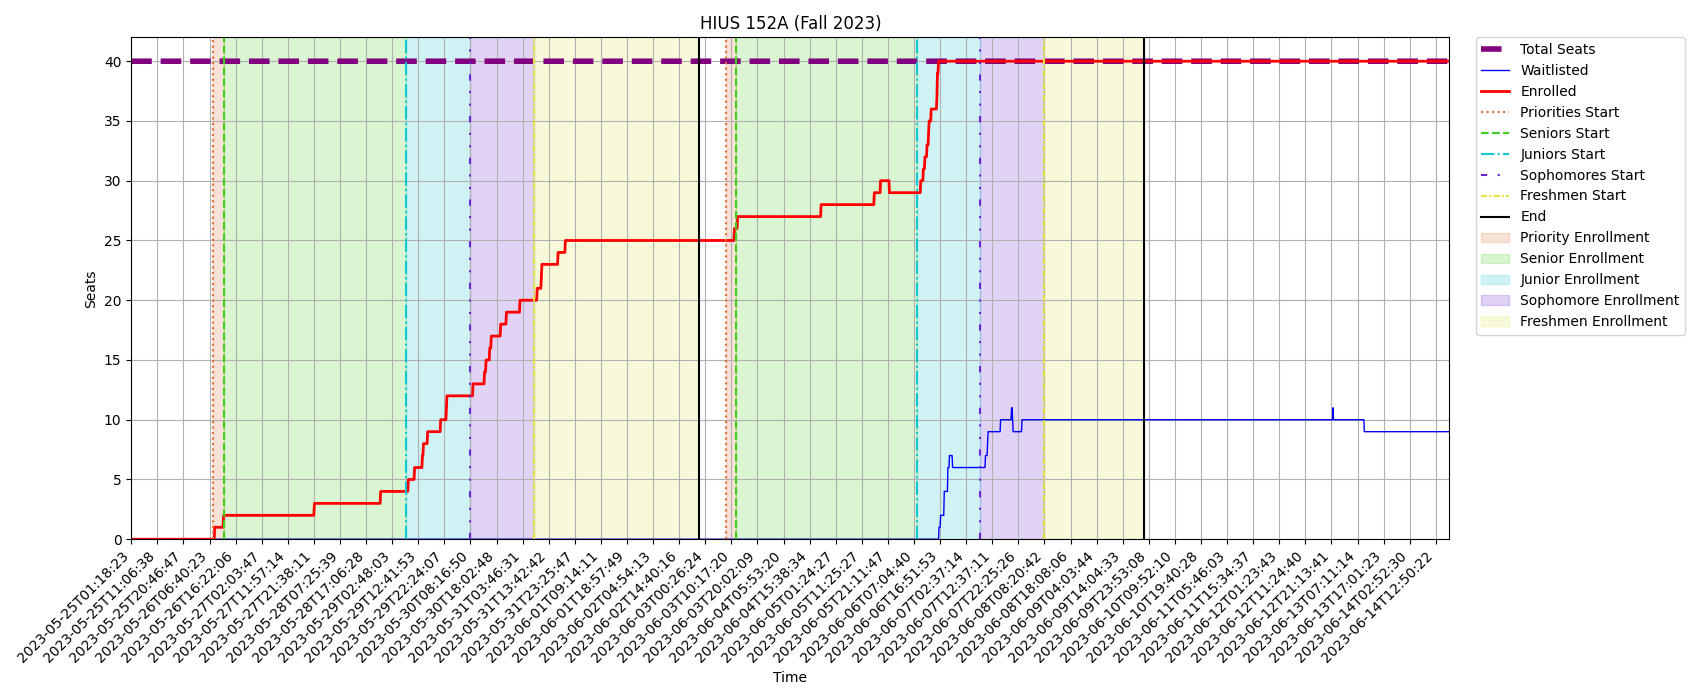 HIUS 152A (Fall 2023)
Total Seats
Waitlisted
Enrolled
Priorities Start
Seniors Start
Juniors Start
Sophomores Start
Freshmen Start
End
Priority Enrollment
Senior Enrollment
Junior Enrollment
Sophomore Enrollment
Freshmen Enrollment
Seats
40
35
30
25
20
15
10
5
0
2023-05-25T01:18:23
2023-05-25T11:06:38
2023-05-25T20:46:47
2023-05-26T06:40:23
2023-05-26T16:22:06
2023-05-27T02:03:47
2023-05-27T11:57:14
2023-05-27T21:38:11
2023-05-28T07:25:39
2023-05-28T17:06:28
2023-05-29T02:48:03
2023-05-29T12:41:53
2023-05-29T22:24:07
2023-05-30T08:16:50
2023-05-30T18:02:48
2023-05-31T03:46:31
2023-05-31T13:42:42
2023-05-31T23:25:47
2023-06-01T09:14:11
2023-06-01T18:57:49
2023-06-02T04:54:13
2023-06-02T14:40:16
2023-06-03T00:26:24
2023-06-03T10:17:20
2023-06-03T20:02:09
2023-06-04T05:53:20
2023-06-04T15:38:34
2023-06-05T01:24:27
2023-06-05T11:25:27
2023-06-05T21:11:47
2023-06-06T07:04:40
2023-06-06T16:51:53
2023-06-07T02:37:14
2023-06-07T12:37:11
2023-06-07T22:25:26
2023-06-08T08:20:42
2023-06-08T18:08:06
2023-06-09T04:03:44
2023-06-09T14:04:33
2023-06-09T23:53:08
2023-06-10T09:52:10
2023-06-10T19:40:28
2023-06-11T05:46:03
2023-06-11T15:34:37
2023-06-12T01:23:43
2023-06-12T11:24:40
2023-06-12T21:13:41
2023-06-13T07:11:14
2023-06-13T17:01:23
2023-06-14T02:52:30
2023-06-14T12:50:22
Time